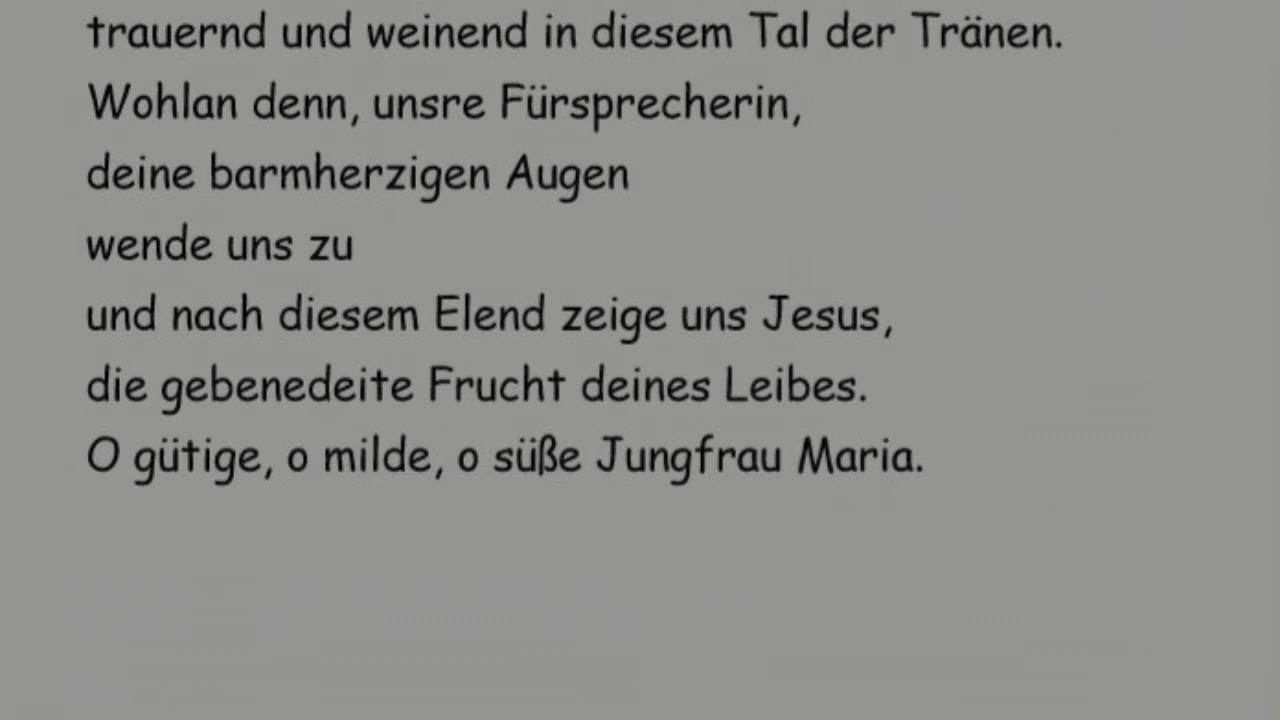 trauernd und weinend in diesem Tal der Tränen.
Wohlan denn, unsre Fürsprecherin,
deine barmherzigen Augen
wende uns zu
und nach diesem Elend zeige uns Jesus,
die gebenedeite Frucht deines Leibes.
O gütige, o milde, o süße Jungfrau Maria.